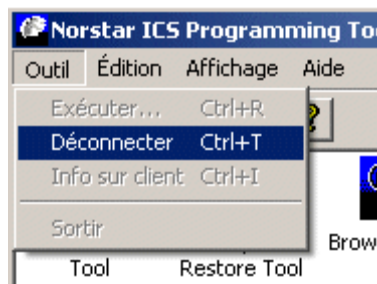 Norstar ICS Programming Too
Outil Édition Affichage Aide
Exécuter... Ctrl+R
Déconnecter Ctrl+T
Info sur client Ctrl+I
Sortir
Brow
Tool Restore Tool